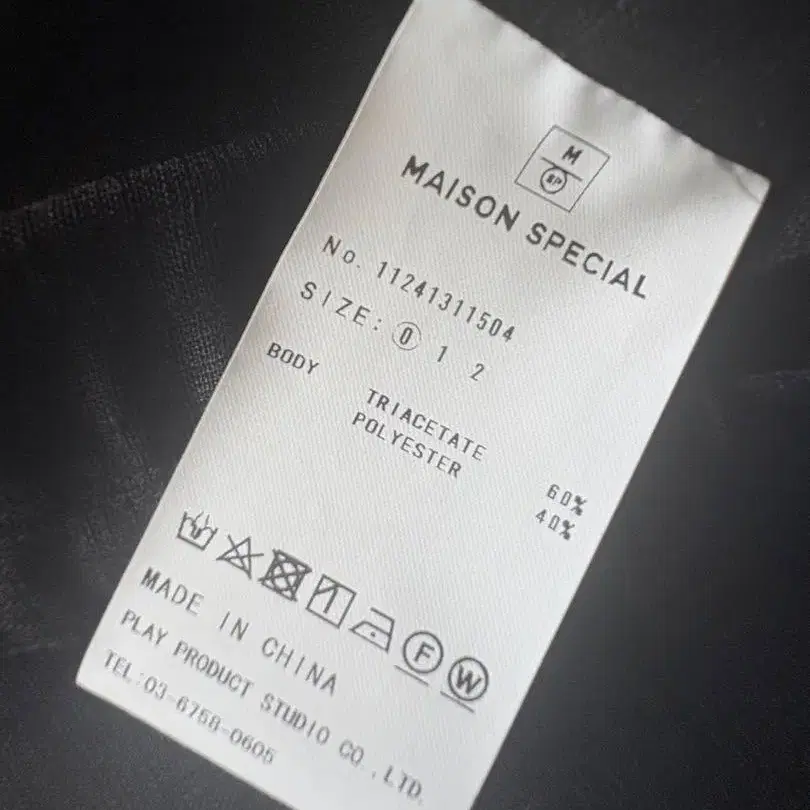 M
SP
MAISON SPECIAL
No. 11241311504
SIZE: 0 1 2
BODY
TRIACETATE 60%
POLYESTER 40%
F W
MADE IN CHINA
PLAY PRODUCT STUDIO CO.,LTD.
TEL:03-6758-0605